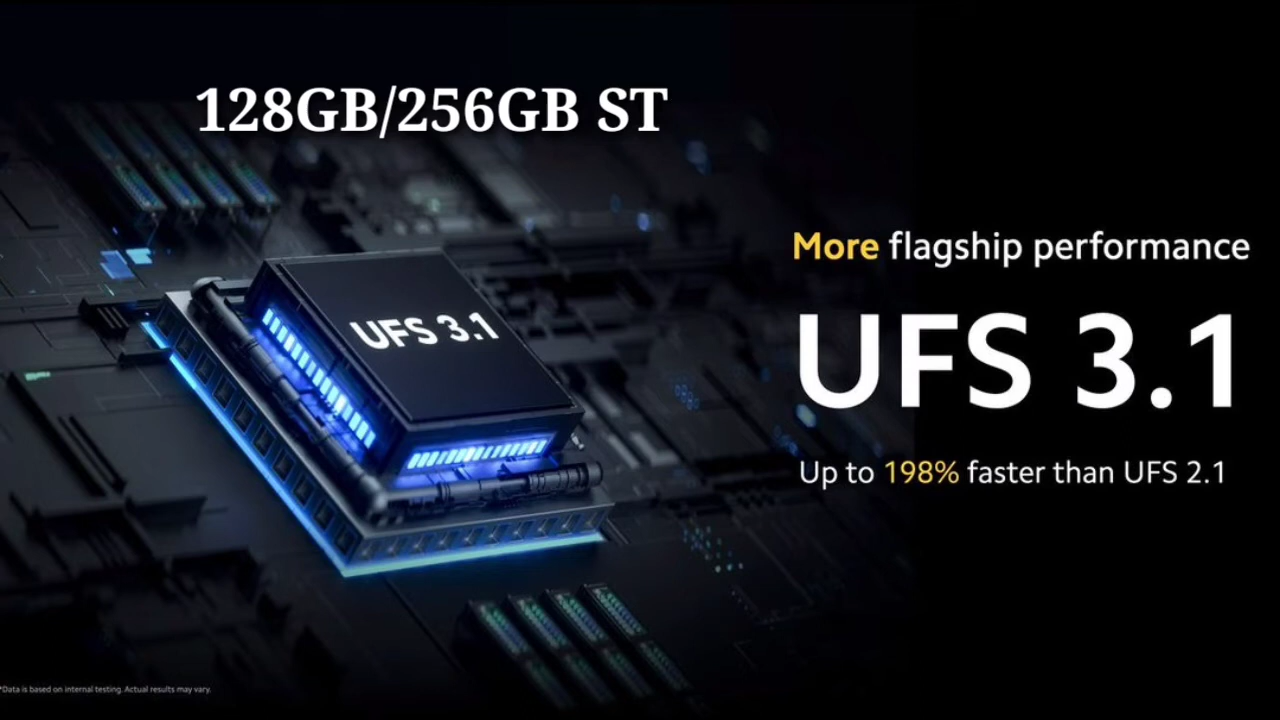 128GB/256GB ST
UFS 3.1
More flagship performance
UFS 3.1
Up to 198% faster than UFS 2.1
*Data is based on internal testing. Actual results may vary.